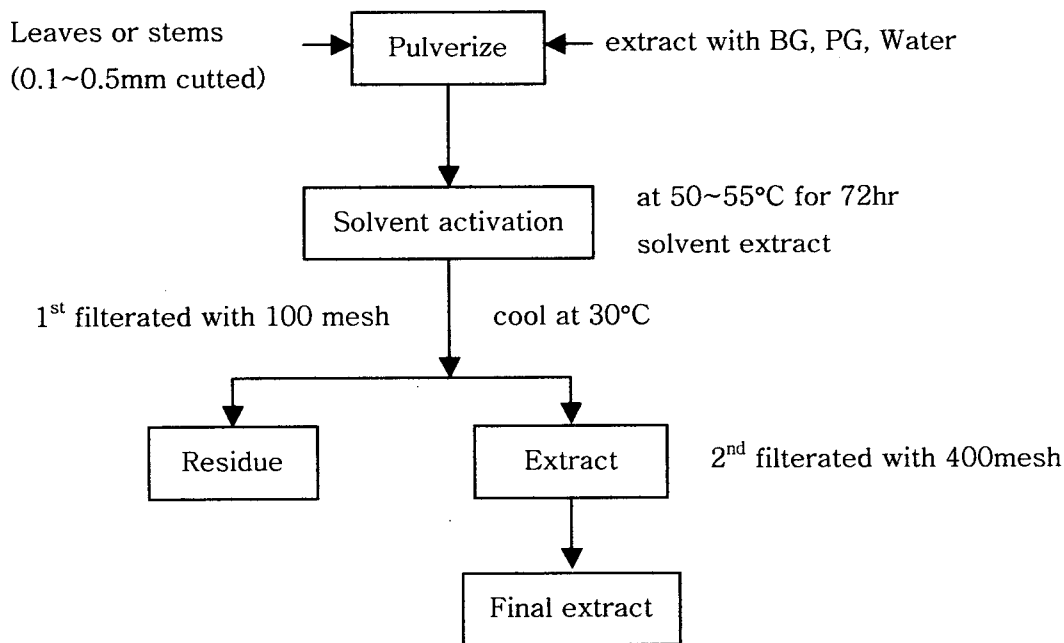 Leaves or stems
(0.1~0.5mm cutted)
Pulverize
extract with BG, PG, Water
Solvent activation
at 50~55°C for 72hr
solvent extract
1st filterated with 100 mesh
cool at 30°C
Residue
Extract
2nd filterated with 400mesh
Final extract